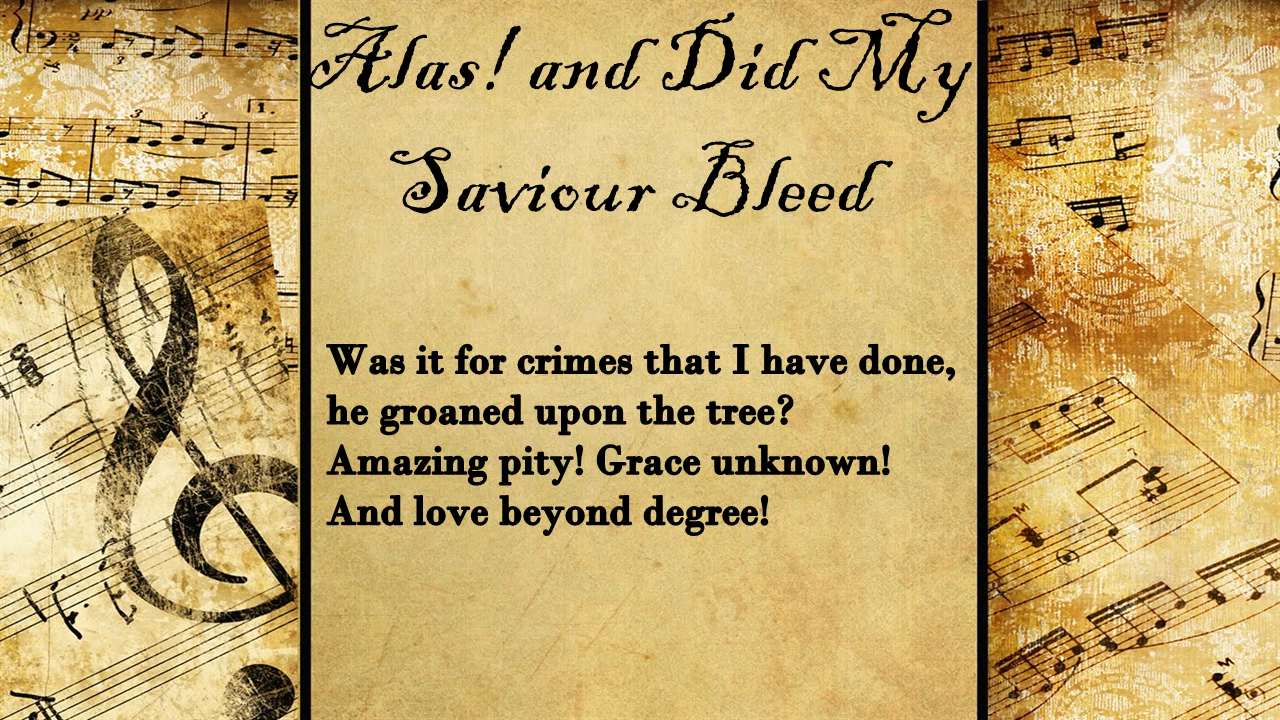 Alas! and Did My
Saviour Bleed
Was it for crimes that I have done,
he groaned upon the tree?
Amazing pity! Grace unknown!
And love beyond degree!